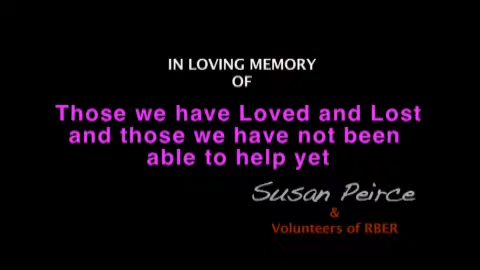 IN LOVING MEMORY
OF
Those we have Loved and Lost
and those we have not been
able to help yet
Susan Peirce
&
Volunteers of RBER